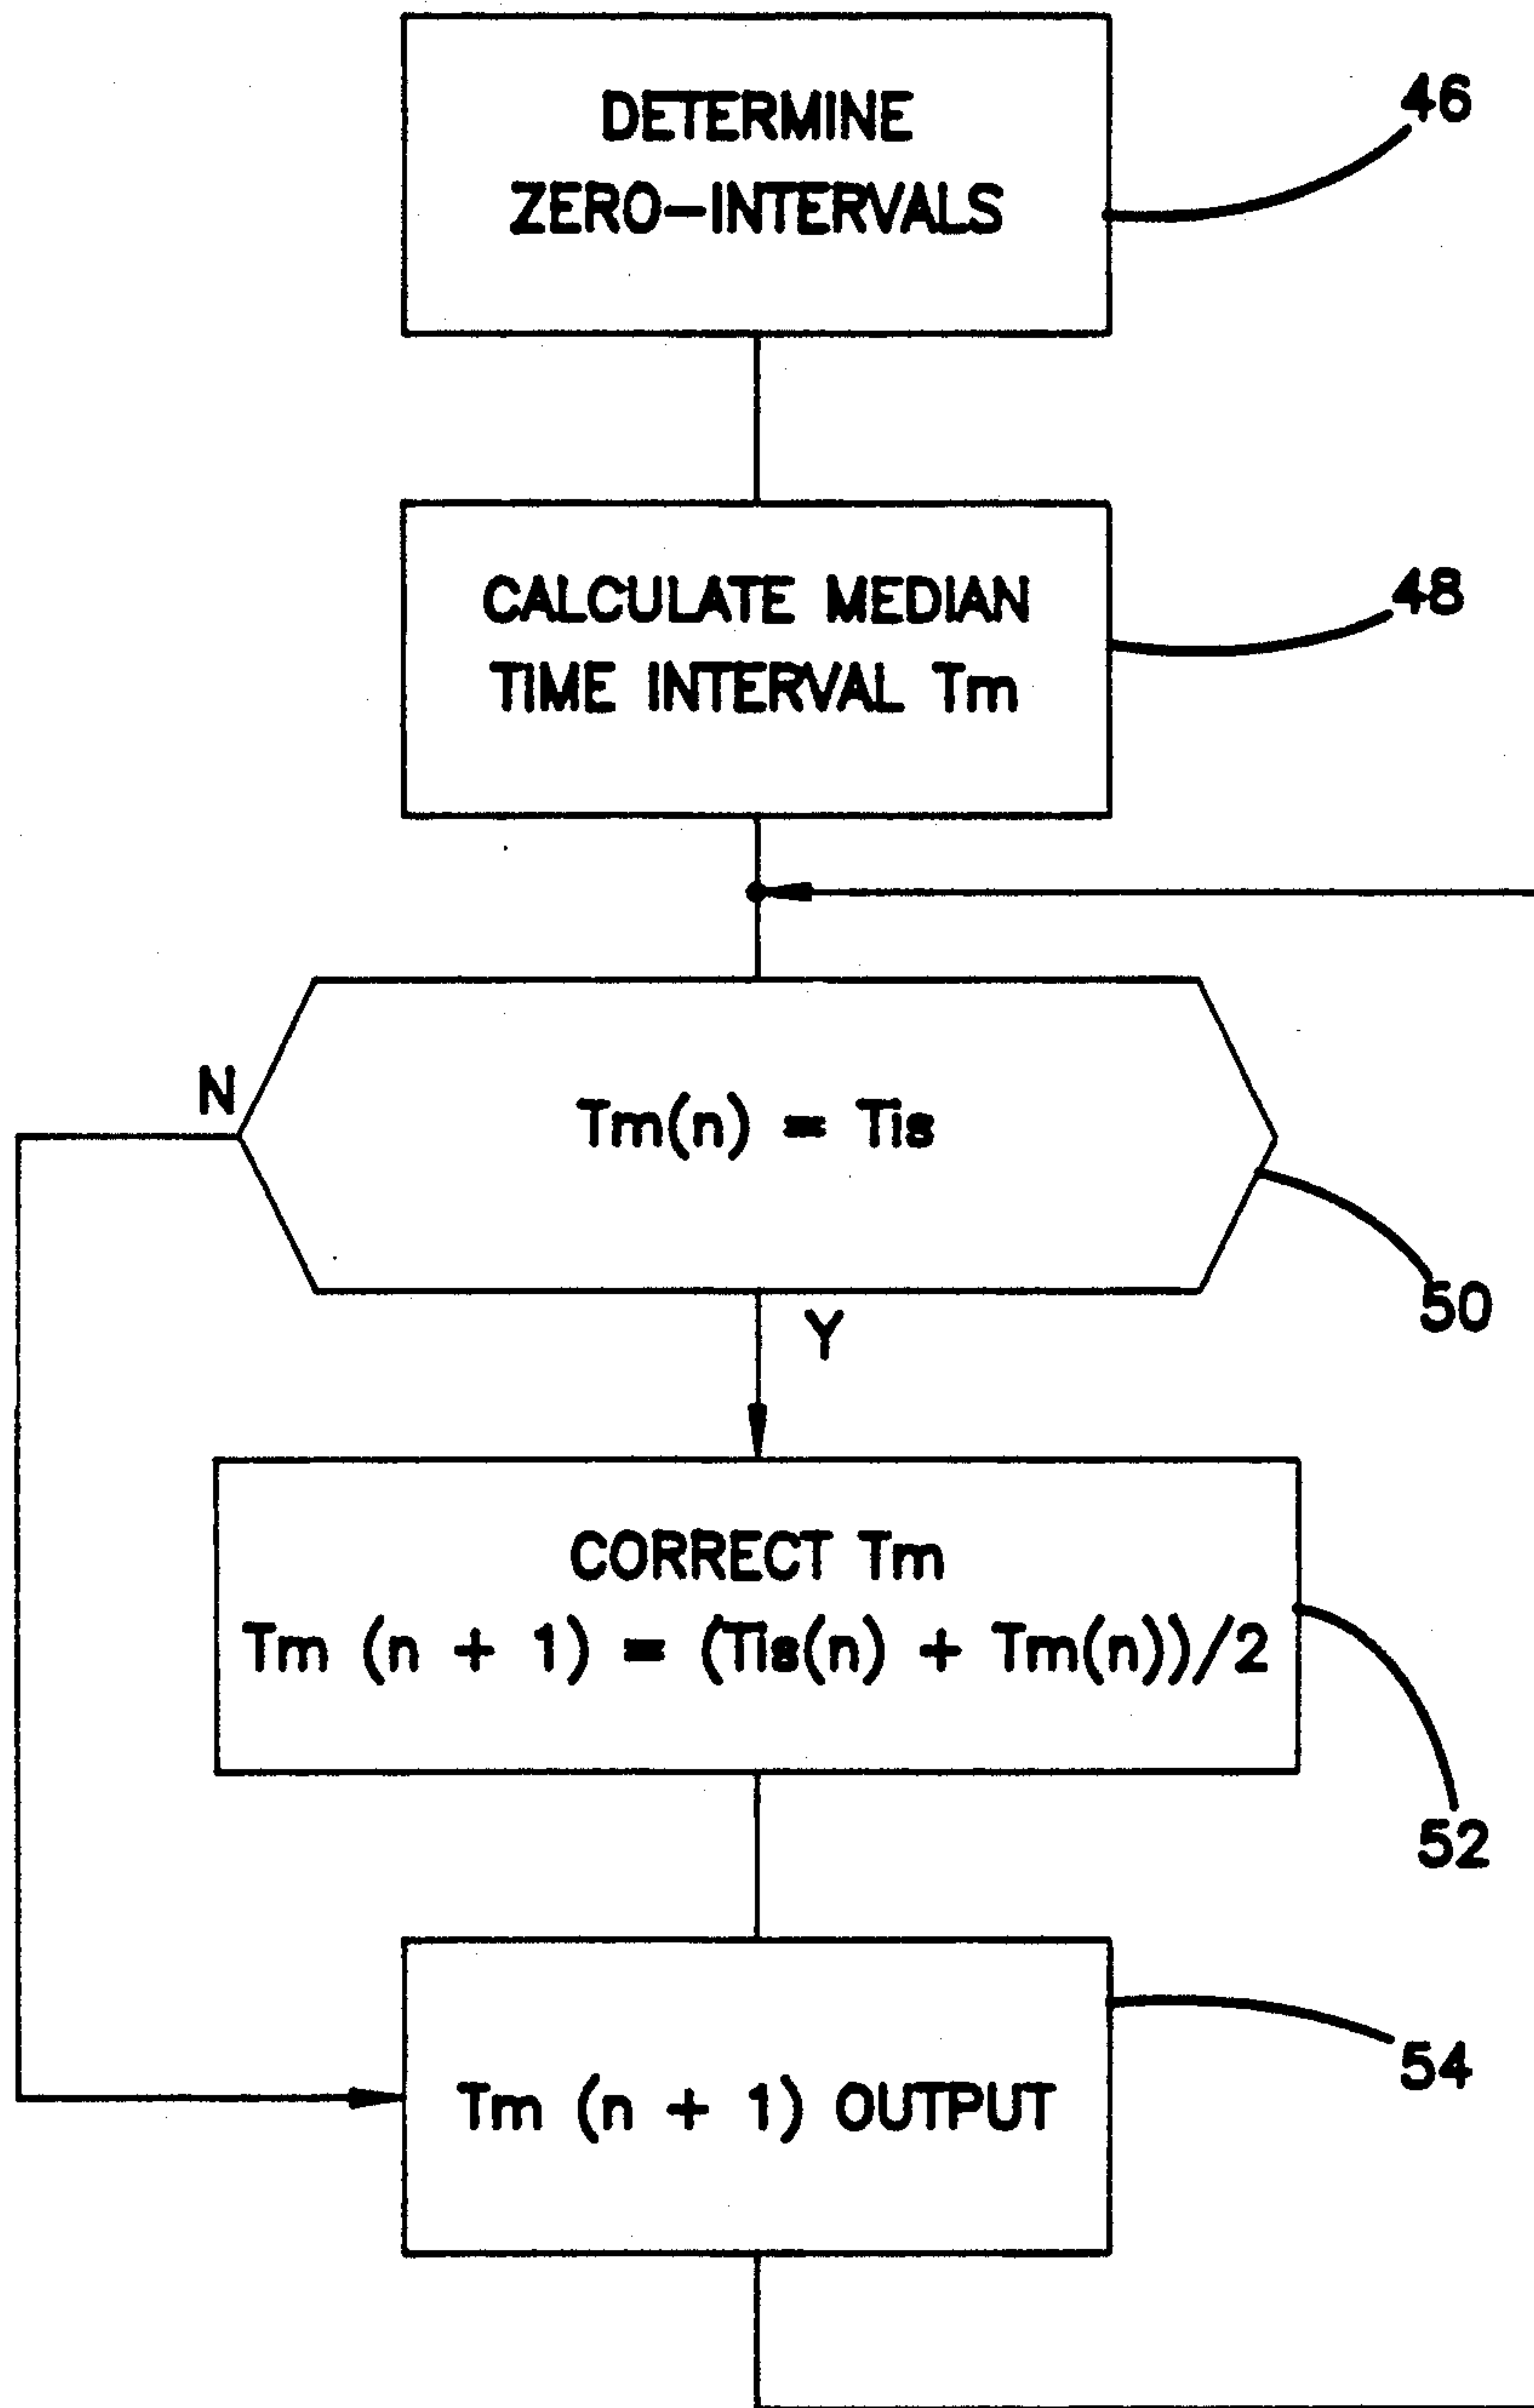 DETERMINE
ZERO-INTERVALS
46
CALCULATE MEDIAN
TIME INTERVAL Tm
48
N
Tm(n) = Tis
50
Y
CORRECT Tm
Tm (n + 1) = (Tis(n) + Tm(n))/2
52
Tm (n + 1) OUTPUT
54